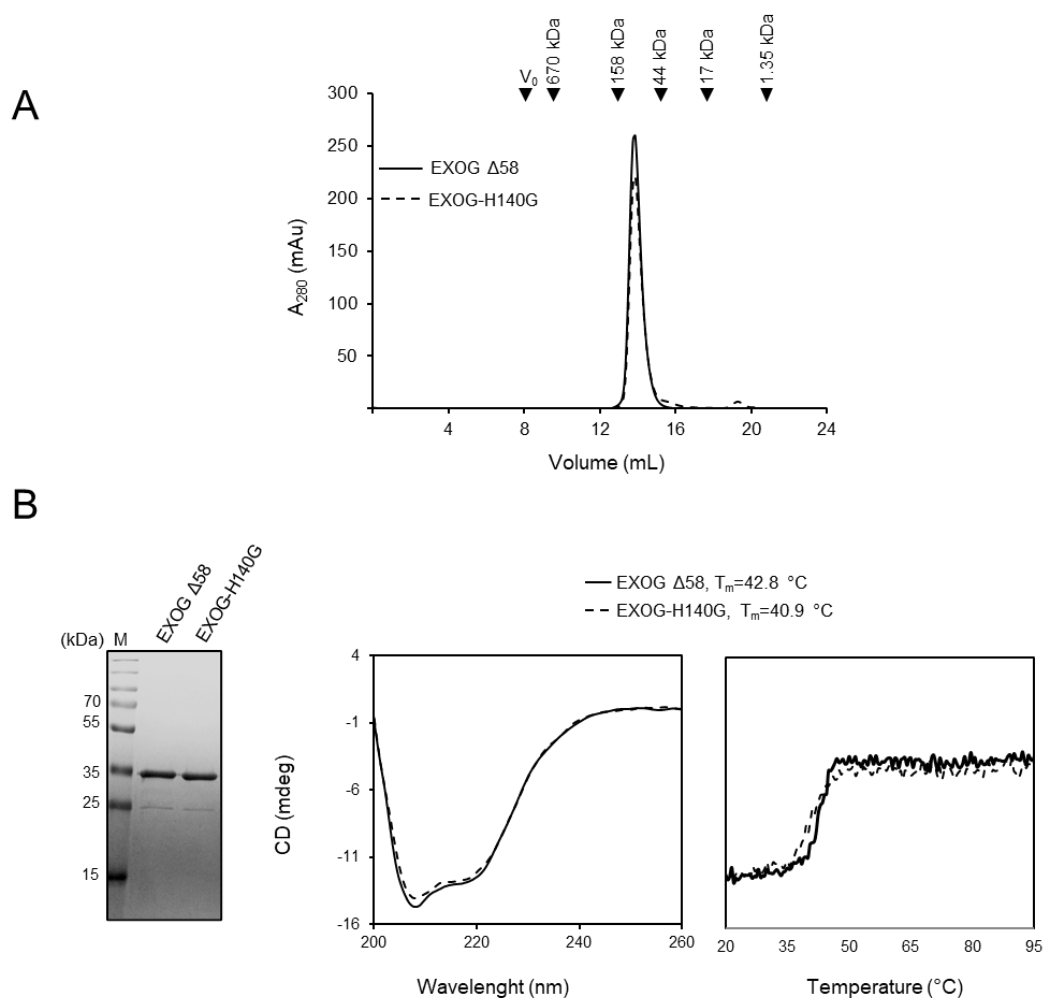 A
V0
670 kDa
158 kDa
44 kDa
17 kDa
1.35 kDa
300
250
200
150
100
50
A280 (mAu)
EXOG Δ58
EXOG-H140G
4
8
12
16
20
24
Volume (mL)
B
EXOG Δ58
EXOG-H140G
(kDa) M
70
55
35
25
15
EXOG Δ58, Tm=42.8 °C
EXOG-H140G, Tm=40.9 °C
4
-1
-6
-11
-16
CD (mdeg)
200
220
240
260
Wavelenght (nm)
20
35
50
65
80
95
Temperature (°C)